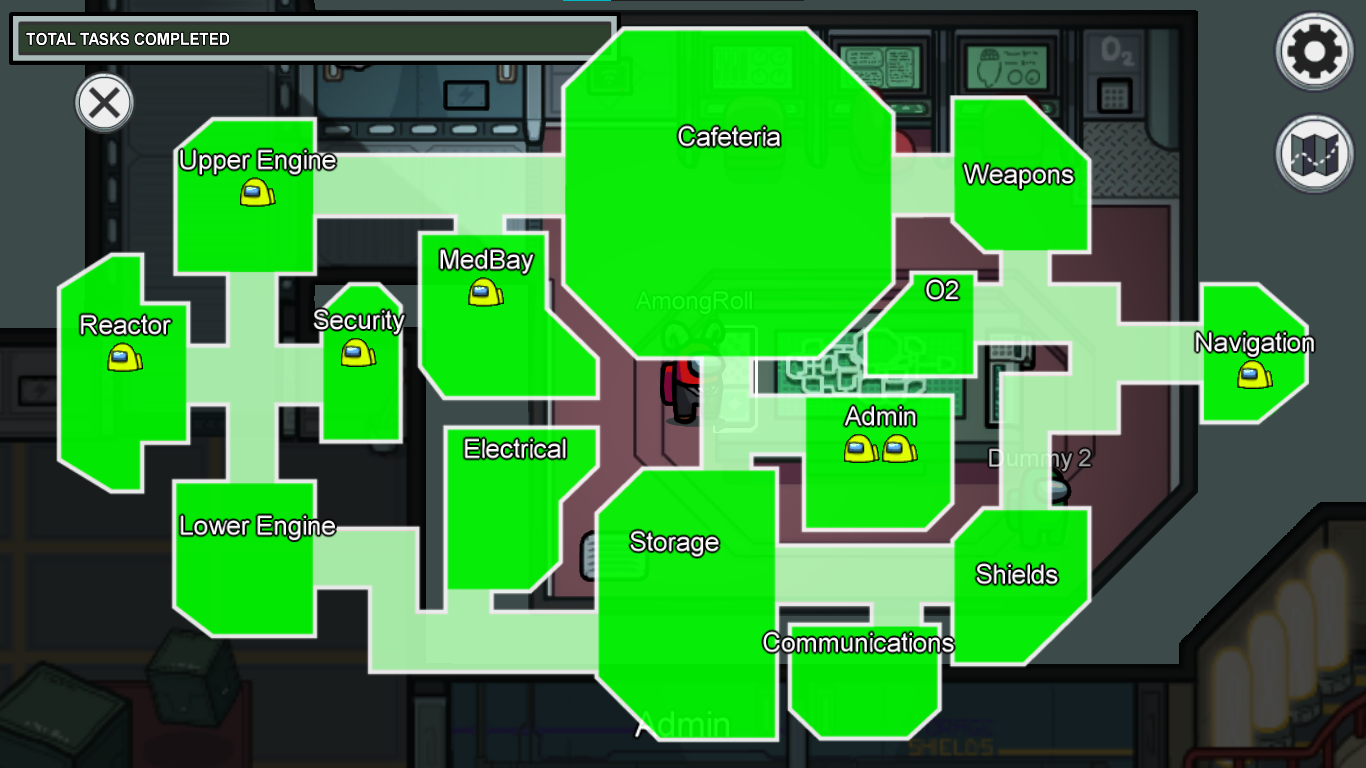 TOTAL TASKS COMPLETED
O2
Cafeteria
Upper Engine
Weapons
MedBay
O2
AmongRoll
Reactor
Security
Navigation
Admin
Electrical
Dummy 2
Lower Engine
Storage
Shields
Communications
Admin
SHIELDS